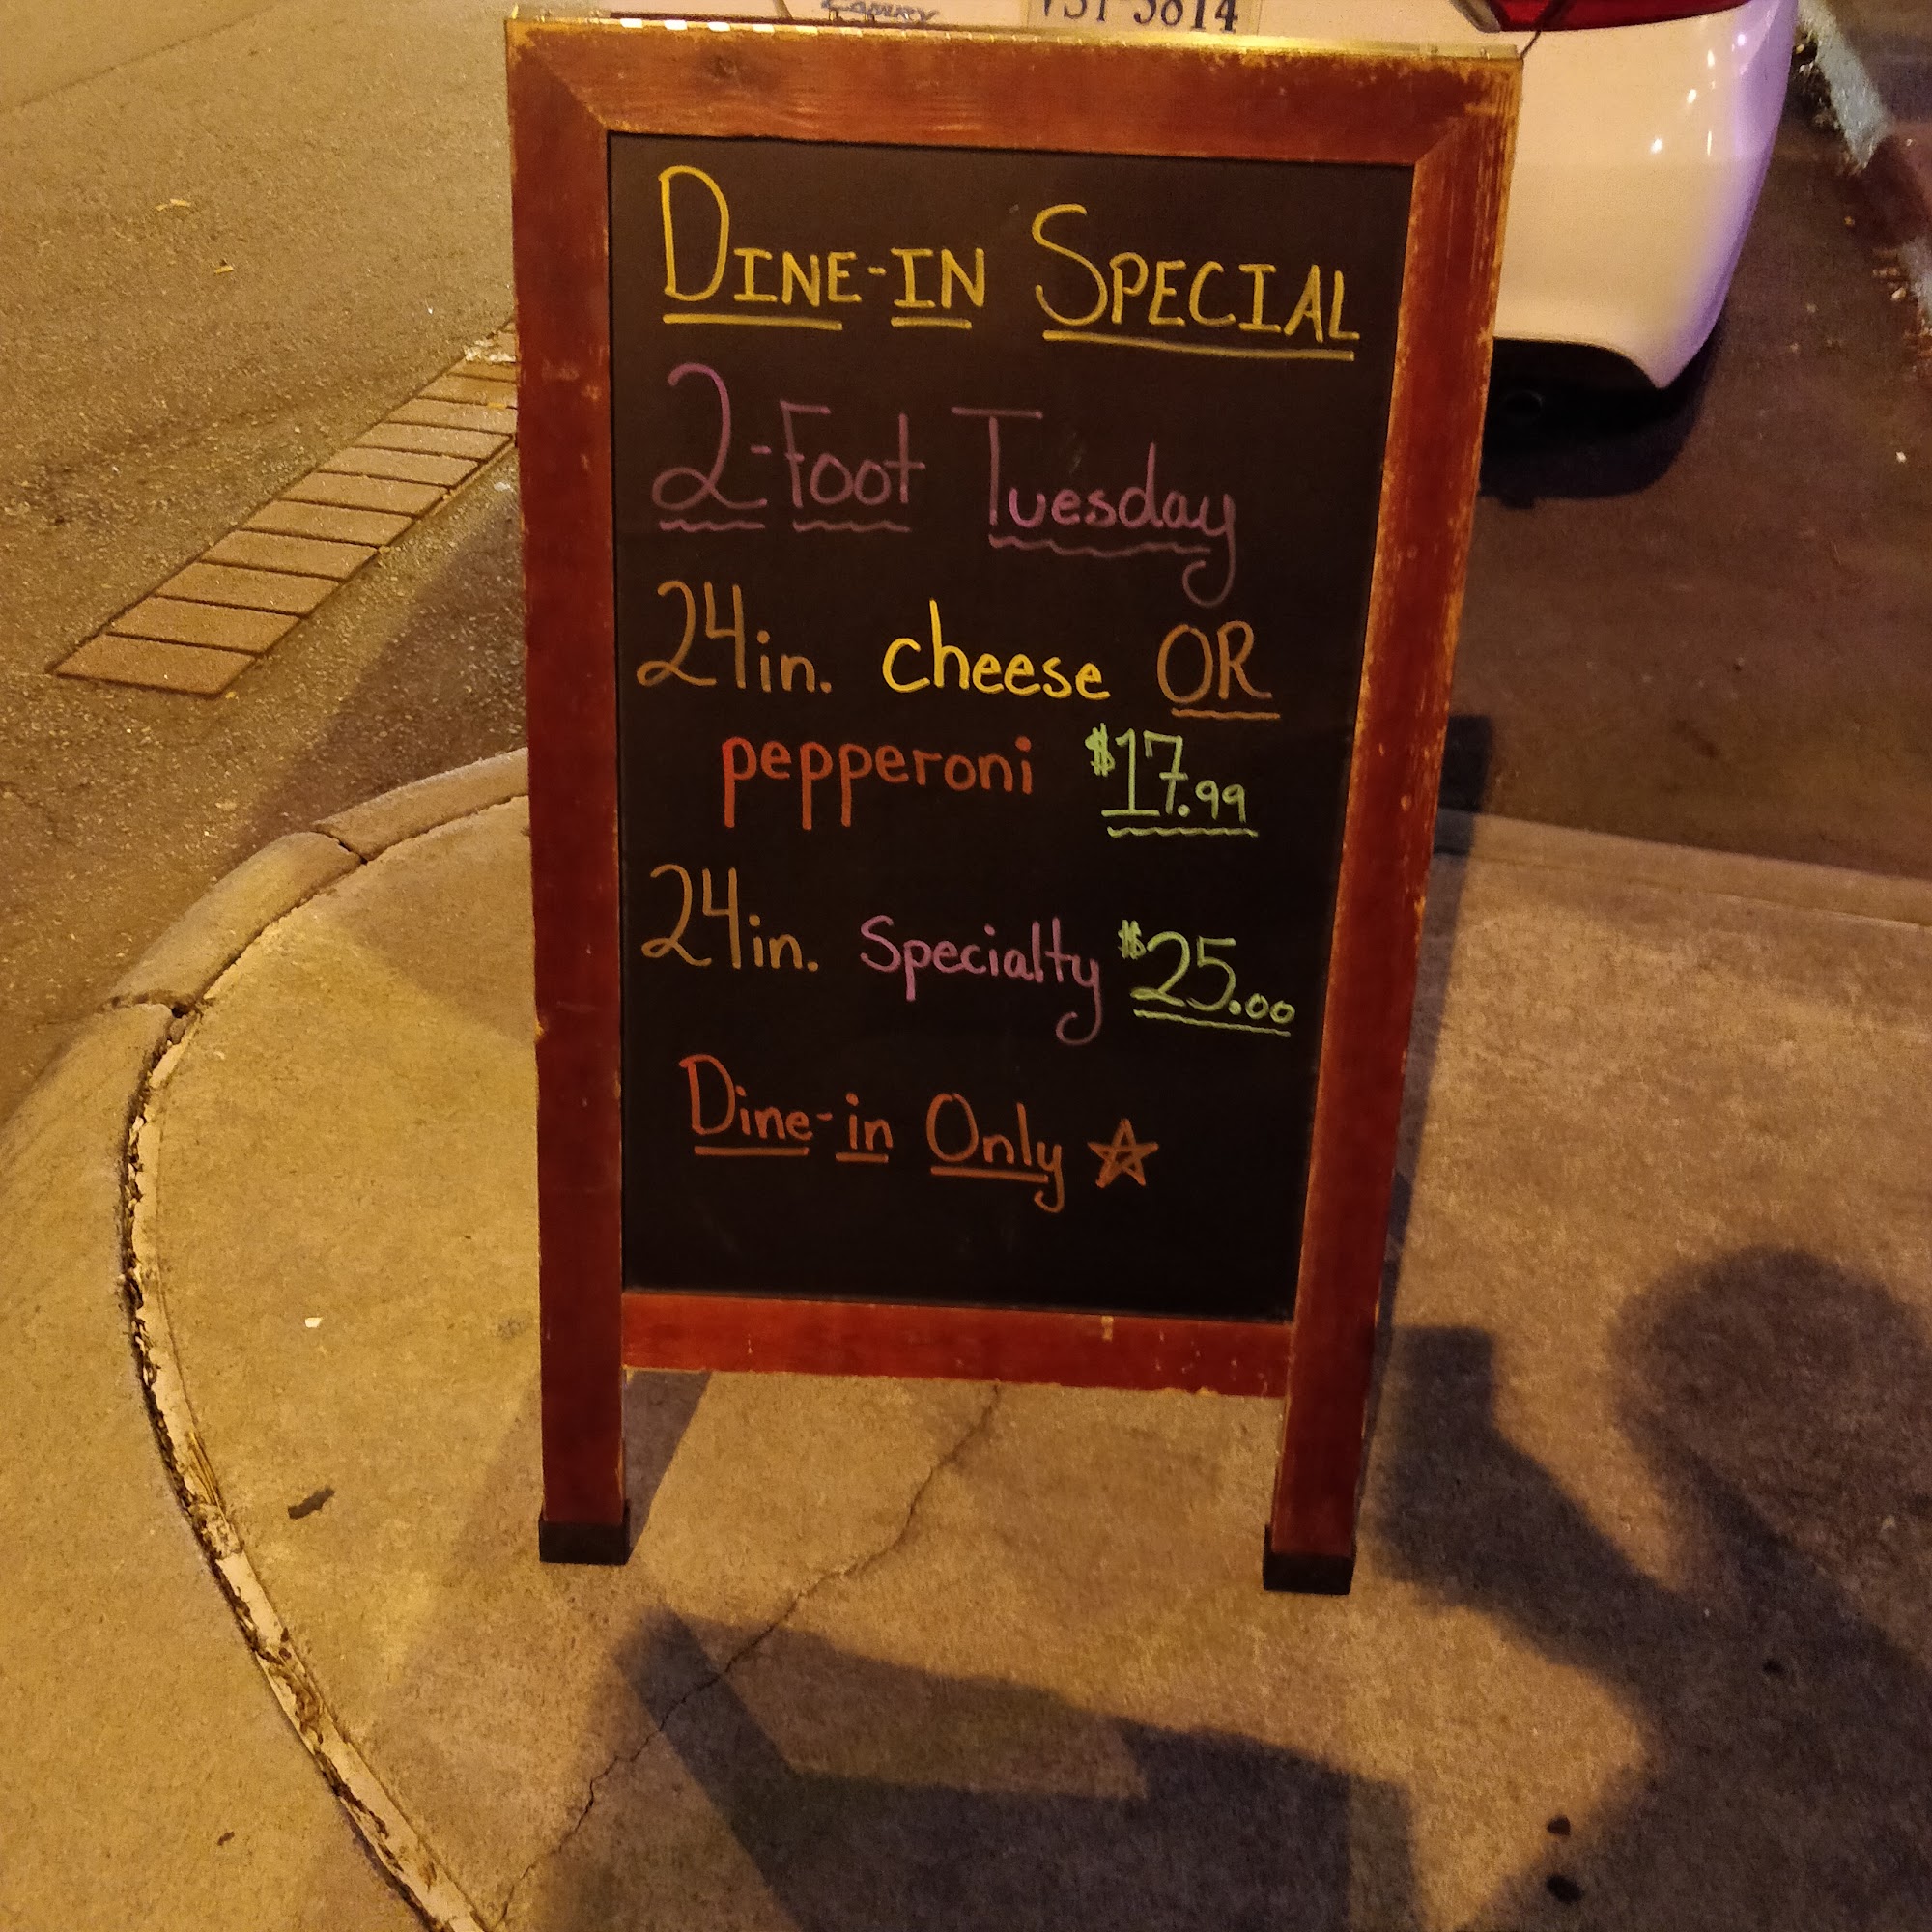 DINE-IN SPECIAL
2-Foot Tuesday
24in. cheese OR
pepperoni $17.99
24in. Specialty $25.00
Dine-in Only